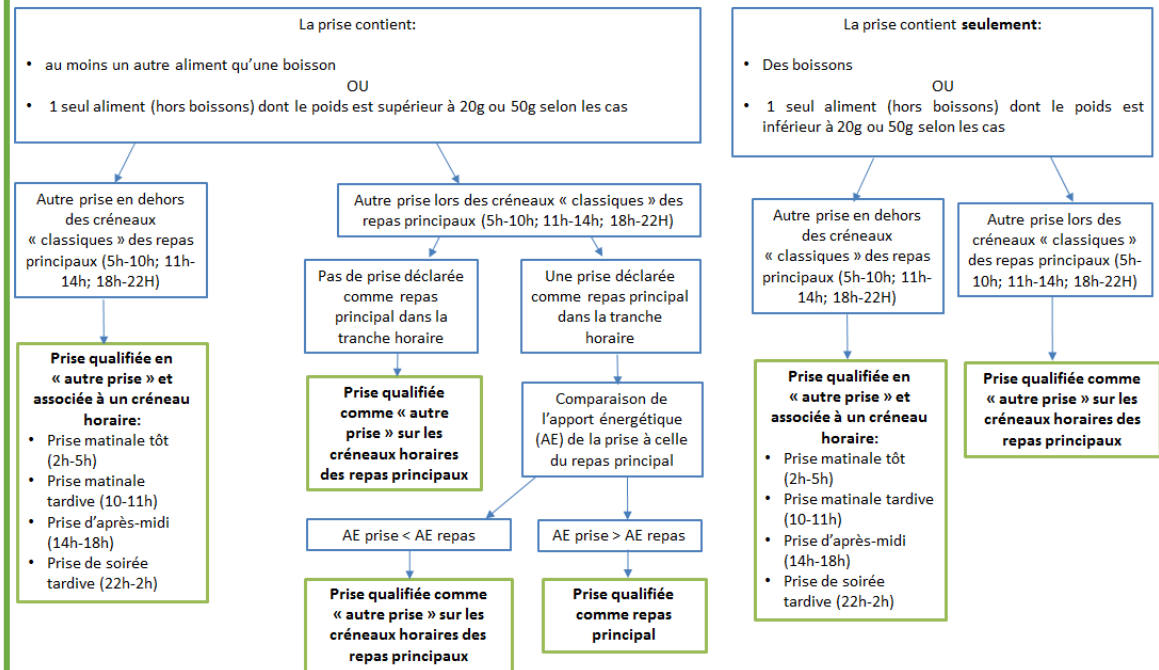 La prise contient:
• au moins un autre aliment qu'une boisson
OU
• 1 seul aliment (hors boissons) dont le poids est supérieur à 20g ou 50g selon les cas
La prise contient seulement:
• Des boissons
OU
• 1 seul aliment (hors boissons) dont le poids est
inférieur à 20g ou 50g selon les cas
Autre prise en dehors
des créneaux
« classiques » des repas
principaux (5h-10h; 11h-
14h; 18h-22H)
Autre prise lors des créneaux « classiques » des
repas principaux (5h-10h; 11h-14h; 18h-22H)
Autre prise en dehors
des créneaux
« classiques » des repas
principaux (5h-10h; 11h-
14h; 18h-22H)
Autre prise lors des
créneaux « classiques »
des repas principaux (5h-
10h; 11h-14h; 18h-22H)
Pas de prise déclarée
comme repas
principal dans la
tranche horaire
Une prise déclarée
comme repas principal
dans la tranche
horaire
Prise qualifiée en
« autre prise » et
associée à un créneau
horaire:
• Prise matinale tôt
(2h-5h)
• Prise matinale
tardive (10-11h)
• Prise d'après-midi
(14h-18h)
• Prise de soirée
tardive (22h-2h)
Prise qualifiée
comme « autre
prise » sur les
créneaux horaires
des repas principaux
Comparaison de
l'apport énergétique
(AE) de la prise à celle
du repas principal
Prise qualifiée en
« autre prise » et
associée à un créneau
horaire:
• Prise matinale tôt
(2h-5h)
• Prise matinale tardive
(10-11h)
• Prise d'après-midi
(14h-18h)
• Prise de soirée
tardive (22h-2h)
Prise qualifiée comme
« autre prise » sur les
créneaux horaires des
repas principaux
AE prise < AE repas
AE prise > AE repas
Prise qualifiée comme
« autre prise » sur les
créneaux horaires des
repas principaux
Prise qualifiée
comme repas
principal